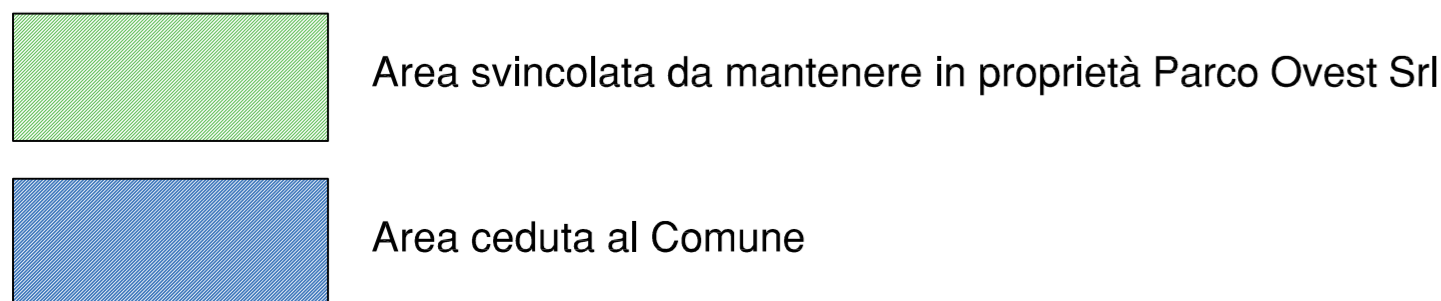 Area svincolata da mantenere in proprietà Parco Ovest Srl
Area ceduta al Comune